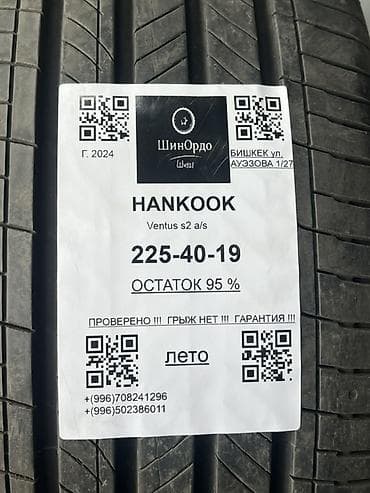 ШинОрдо
Шеш
Г. 2024
БИШКЕК ул.
АУЭЗОВА 1/27
HANKOOK
Ventus s2 a/s
225-40-19
ОСТАТОК 95 %
ПРОВЕРЕНО !!! ГРЫЖ НЕТ !!! ГАРАНТИЯ !!!
лето
+(996)708241296
+(996)502386011